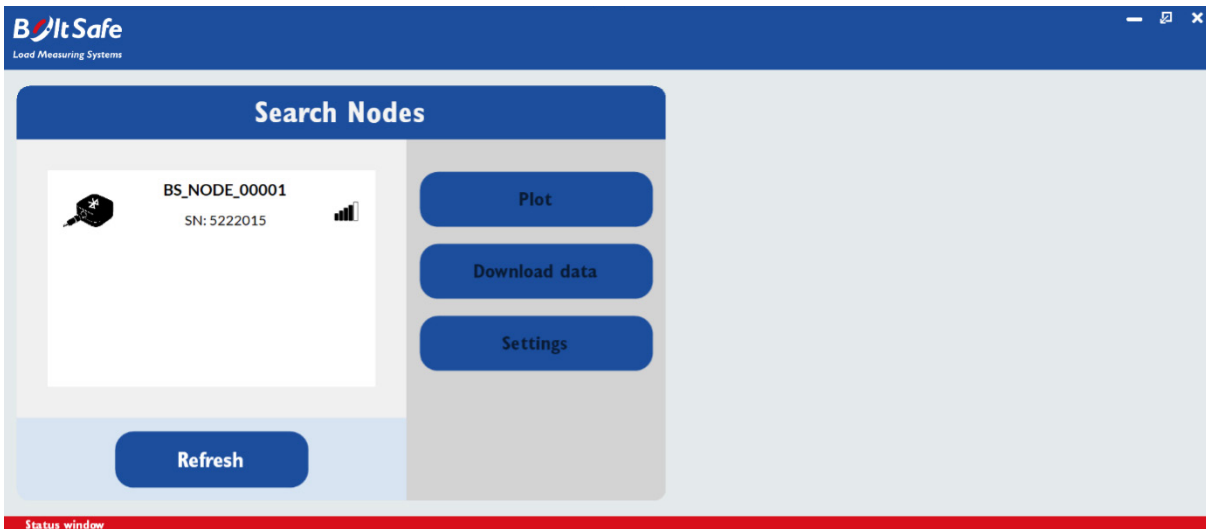 BoltSafe
Load Measuring Systems
Search Nodes
BS_NODE_00001
SN: 5222015
Plot
Download data
Settings
Refresh
Status window